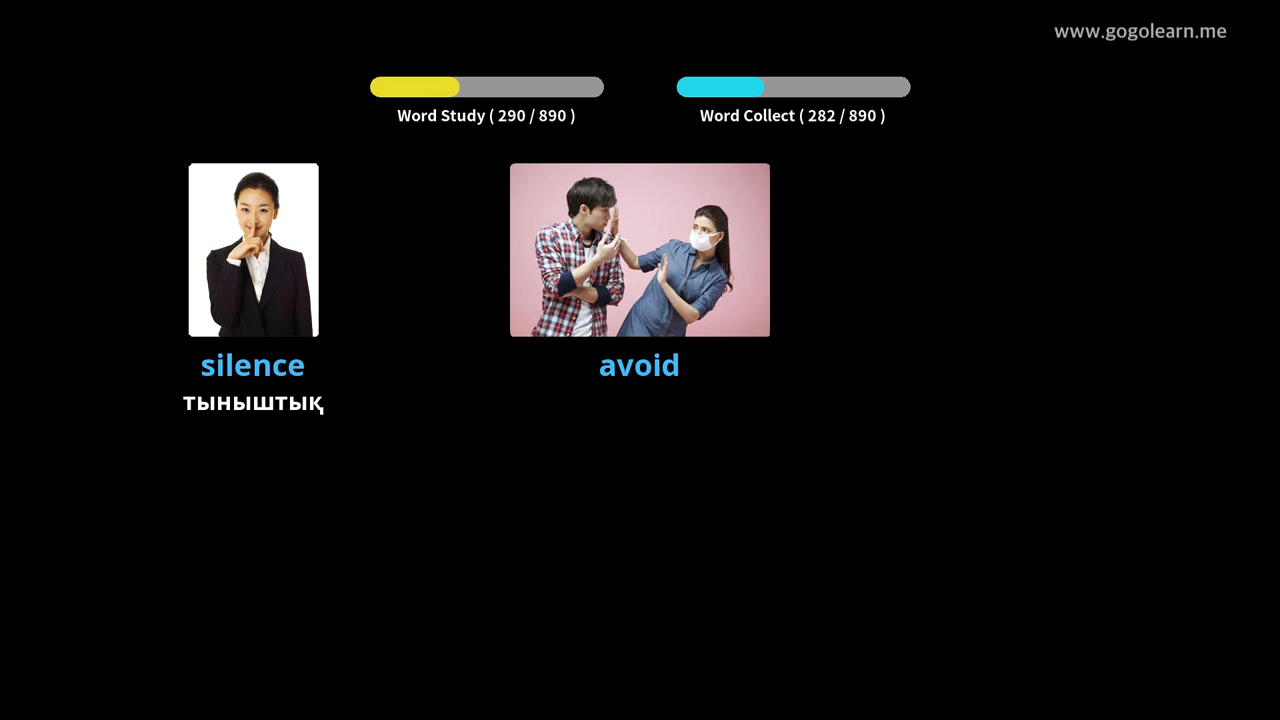 www.gogolearn.me
Word Study ( 290 / 890 )
Word Collect ( 282 / 890 )
silence
avoid
тыныштық